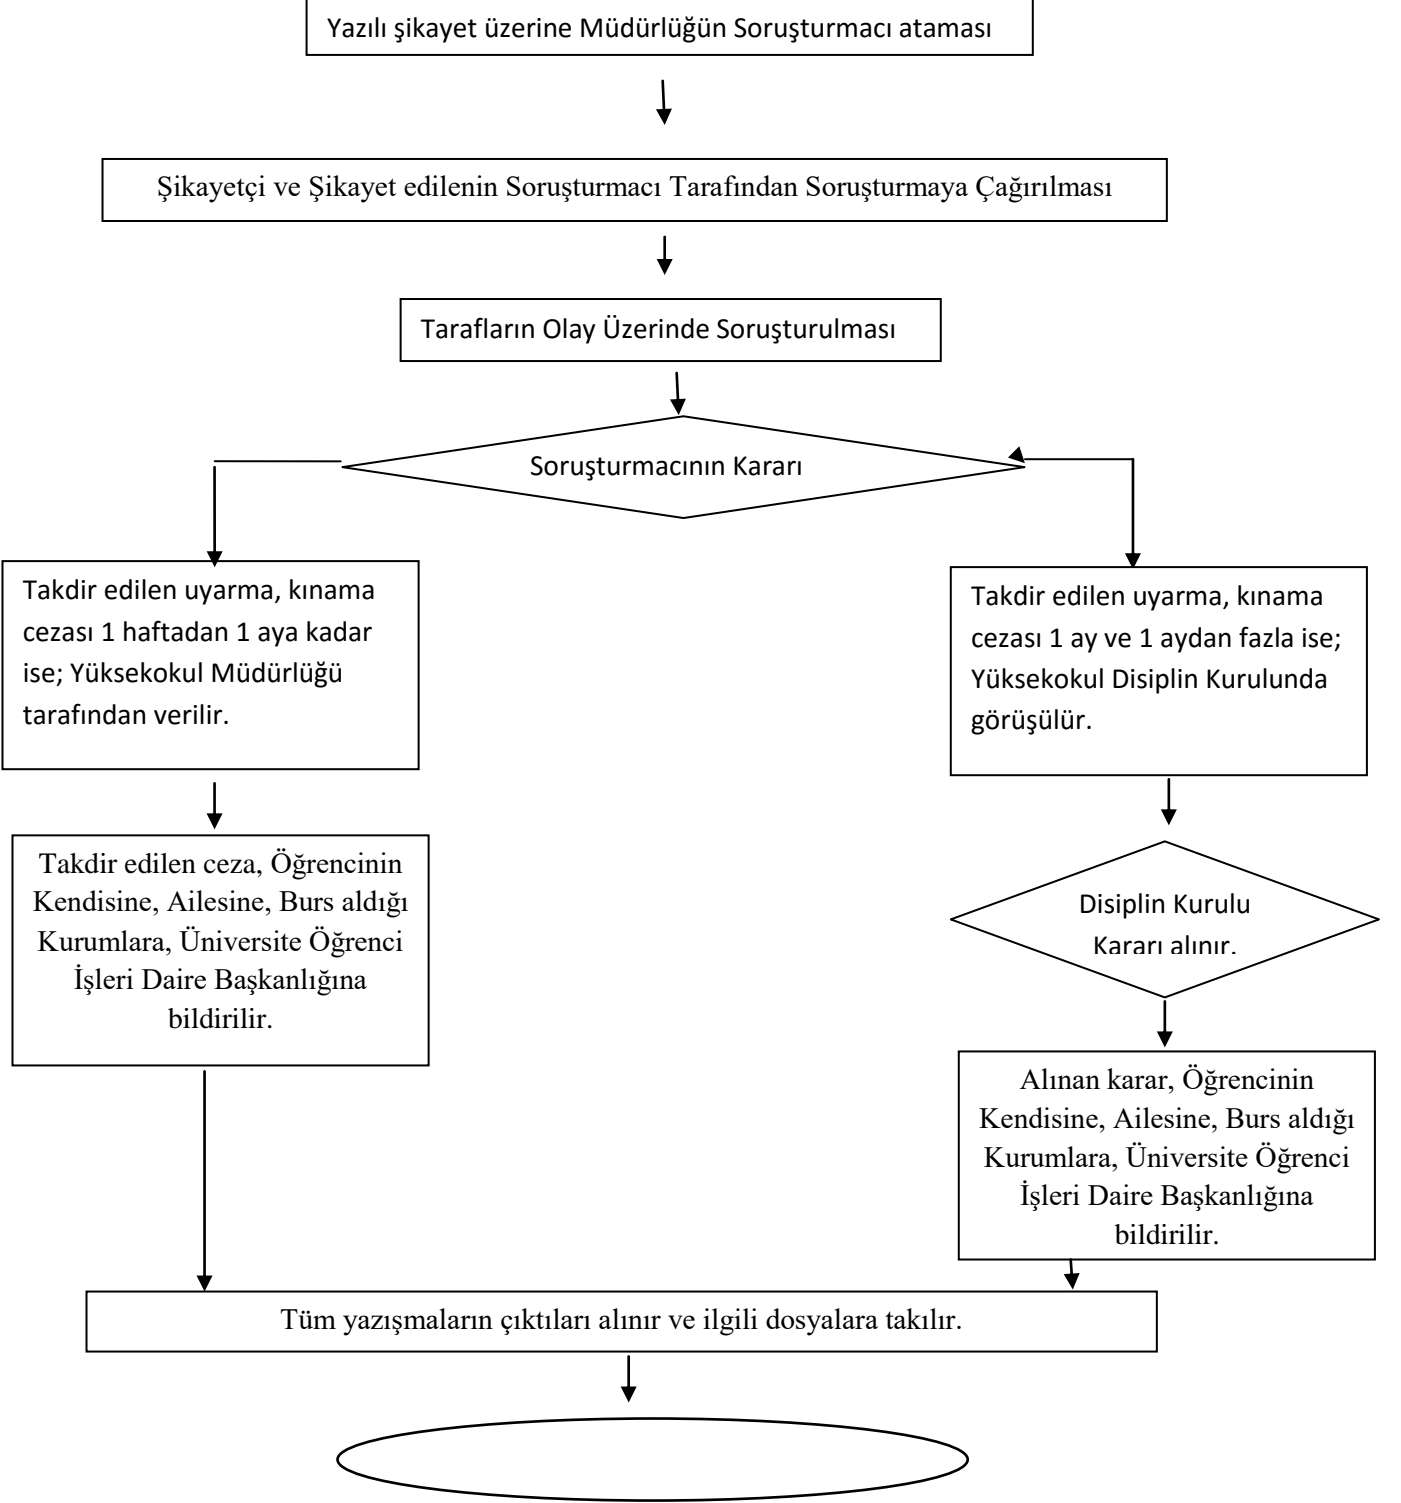 Yazılı şikayet üzerine Müdürlüğün Soruşturmacı ataması
Şikayetçi ve Şikayet edilenin Soruşturmacı Tarafından Soruşturmaya Çağırılması
Tarafların Olay Üzerinde Soruşturulması
Soruşturmacının Kararı
Takdir edilen uyarma, kınama
cezası 1 haftadan 1 aya kadar
ise; Yüksekokul Müdürlüğü
tarafından verilir.
Takdir edilen uyarma, kınama
cezası 1 ay ve 1 aydan fazla ise;
Yüksekokul Disiplin Kurulunda
görüşülür.
Takdir edilen ceza, Öğrencinin
Kendisine, Ailesine, Burs aldığı
Kurumlara, Üniversite Öğrenci
İşleri Daire Başkanlığına
bildirilir.
Disiplin Kurulu
Kararı alınır.
Alınan karar, Öğrencinin
Kendisine, Ailesine, Burs aldığı
Kurumlara, Üniversite Öğrenci
İşleri Daire Başkanlığına
bildirilir.
Tüm yazışmaların çıktıları alınır ve ilgili dosyalara takılır.